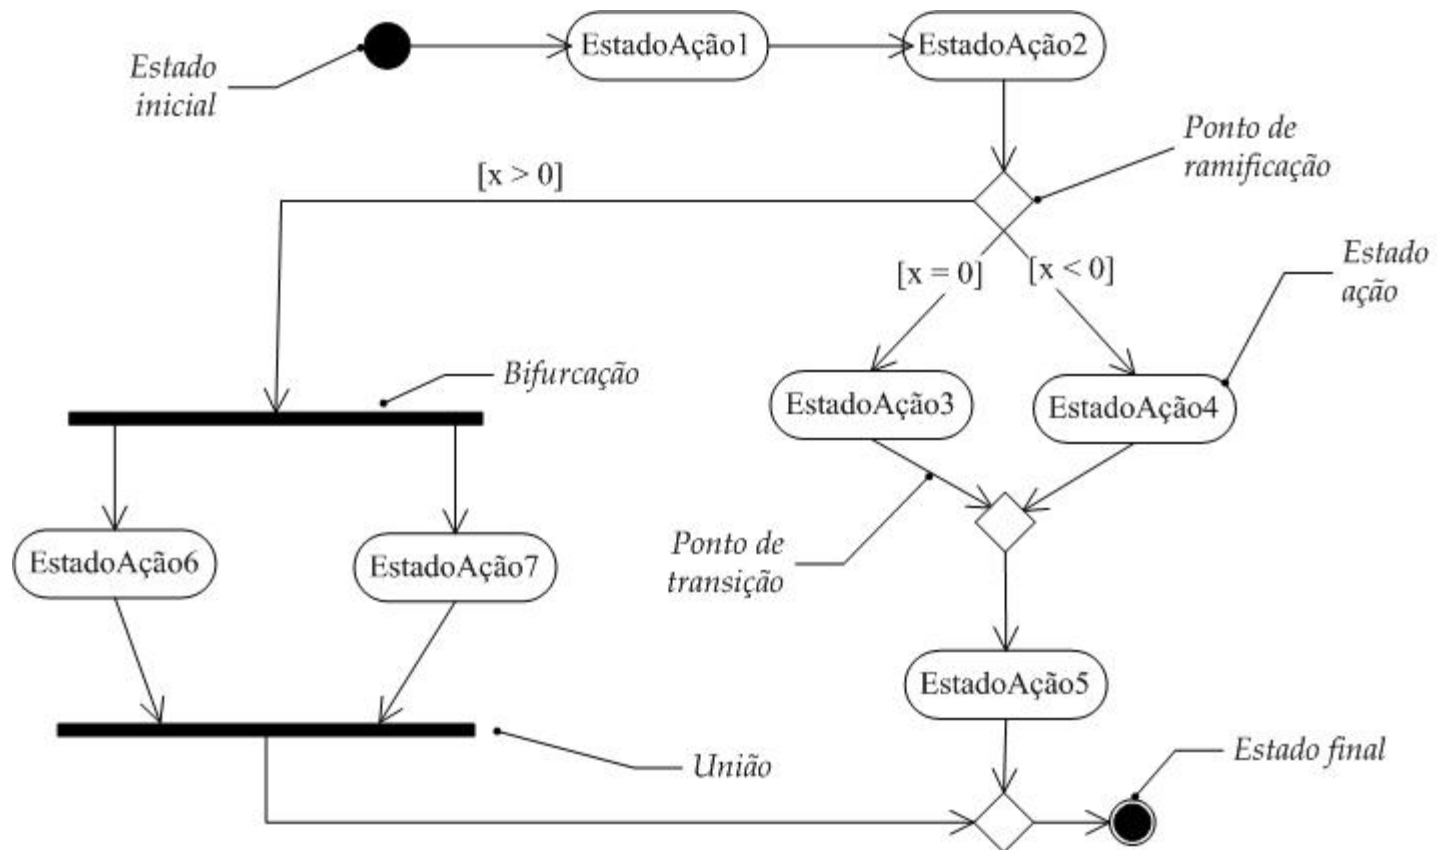 EstadoAção1
EstadoAção2
Estado
inicial
Ponto de
ramificação
[x > 0]
[x = 0]
[x < 0]
Estado
ação
Bifurcação
EstadoAção3
EstadoAção4
EstadoAção6
EstadoAção7
Ponto de
transição
EstadoAção5
União
Estado final